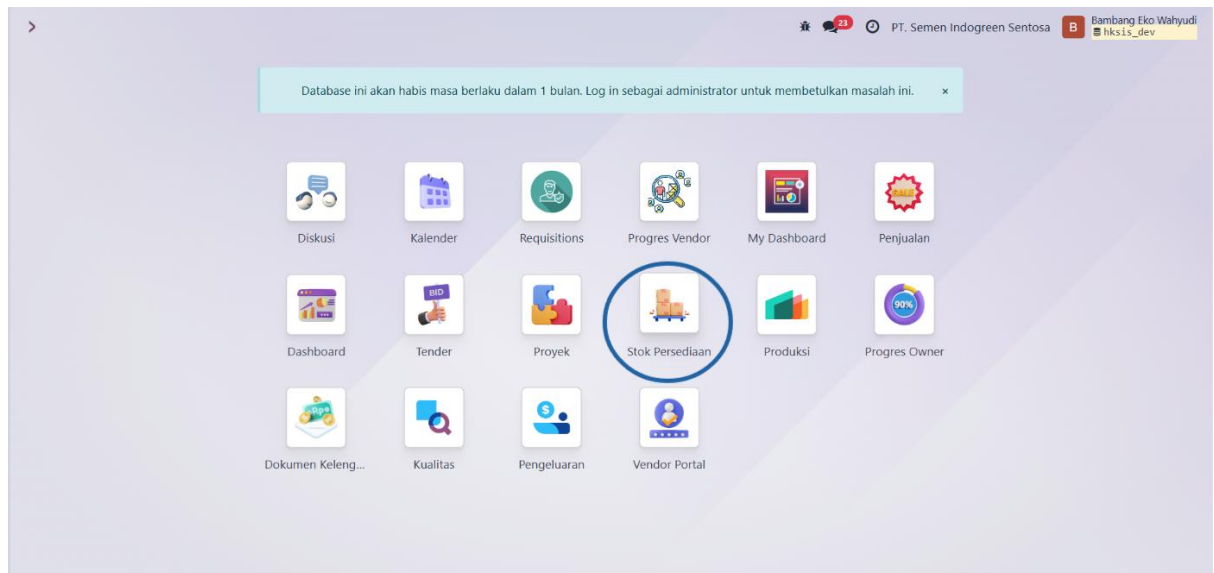 23
PT. Semen Indogreen Sentosa
B
Bambang Eko Wahyudi
hksis_dev
Database ini akan habis masa berlaku dalam 1 bulan. Log in sebagai administrator untuk membetulkan masalah ini. ×
SALE
Diskusi
Kalender
Requisitions
Progres Vendor
My Dashboard
Penjualan
BID
90%
Dashboard
Tender
Proyek
Stok Persediaan
Produksi
Progres Owner
Rp
$
Dokumen Keleng...
Kualitas
Pengeluaran
Vendor Portal